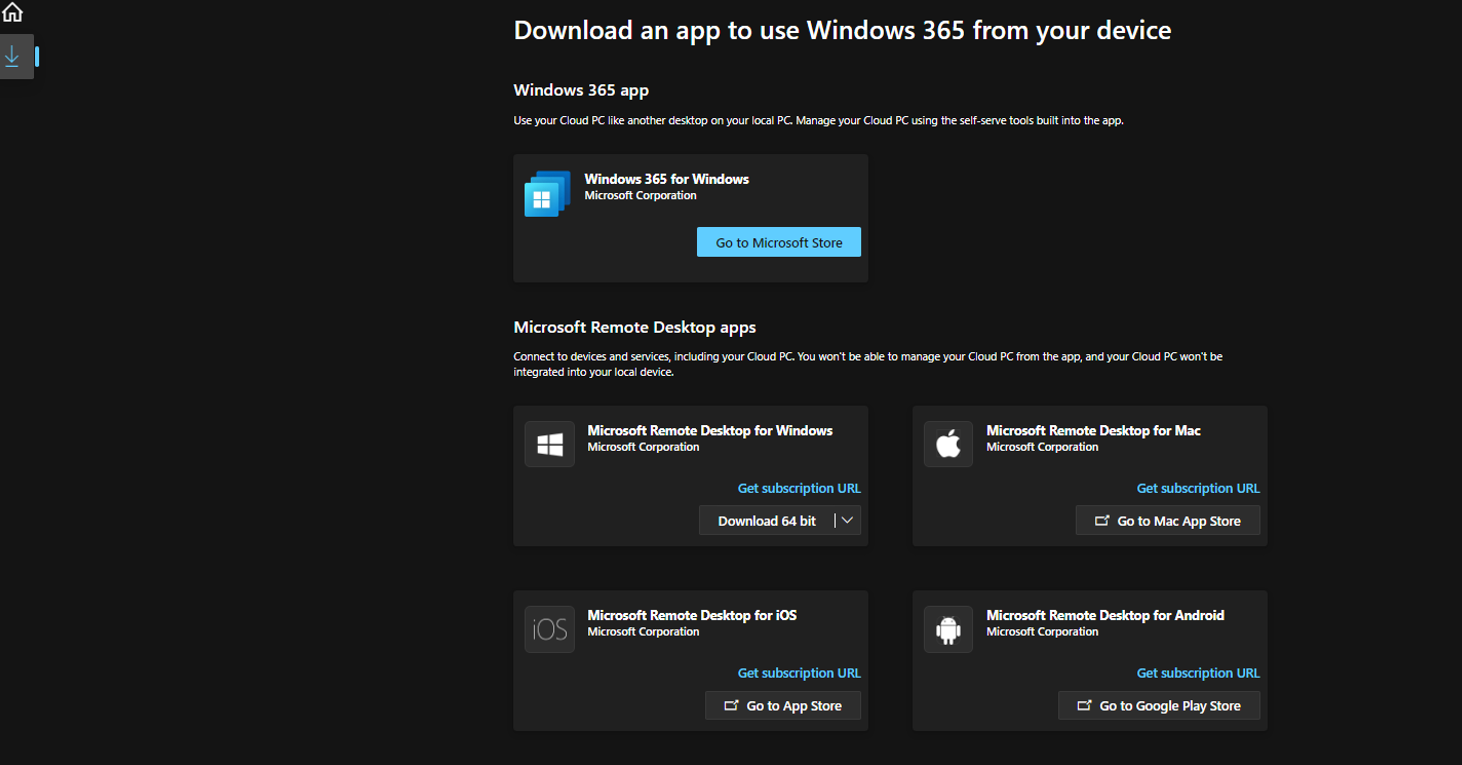 Download an app to use Windows 365 from your device
Windows 365 app
Use your Cloud PC like another desktop on your local PC. Manage your Cloud PC using the self-serve tools built into the app.
Windows 365 for Windows
Microsoft Corporation
Go to Microsoft Store
Microsoft Remote Desktop apps
Connect to devices and services, including your Cloud PC. You won't be able to manage your Cloud PC from the app, and your Cloud PC won't be
integrated into your local device.
Microsoft Remote Desktop for Windows
Microsoft Corporation
Get subscription URL
Download 64 bit
Microsoft Remote Desktop for Mac
Microsoft Corporation
Get subscription URL
Go to Mac App Store
iOS
Microsoft Remote Desktop for iOS
Microsoft Corporation
Get subscription URL
Go to App Store
Microsoft Remote Desktop for Android
Microsoft Corporation
Get subscription URL
Go to Google Play Store